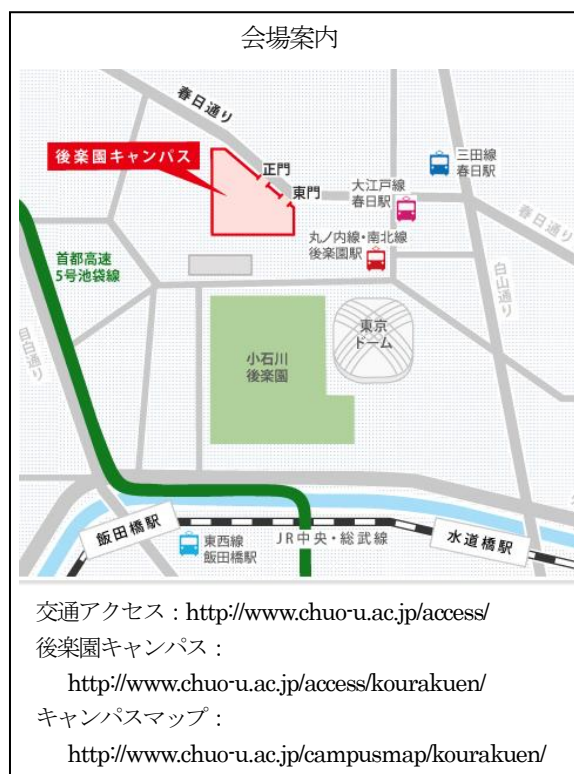 会場案内
春日通り
後楽園キャンパス
正門
東門
三田線
春日駅
大江戸線
春日駅
丸ノ内線・南北線
後楽園駅
春日通り
首都高速
5号池袋線
白山通り
目白通り
東京
ドーム
小石川
後楽園
飯田橋駅
東西線
飯田橋駅
JR中央・総武線
水道橋駅
交通アクセス：http://www.chuo-u.ac.jp/access/
後楽園キャンパス：
http://www.chuo-u.ac.jp/access/kourakuen/
キャンパスマップ：
http://www.chuo-u.ac.jp/campusmap/kourakuen/